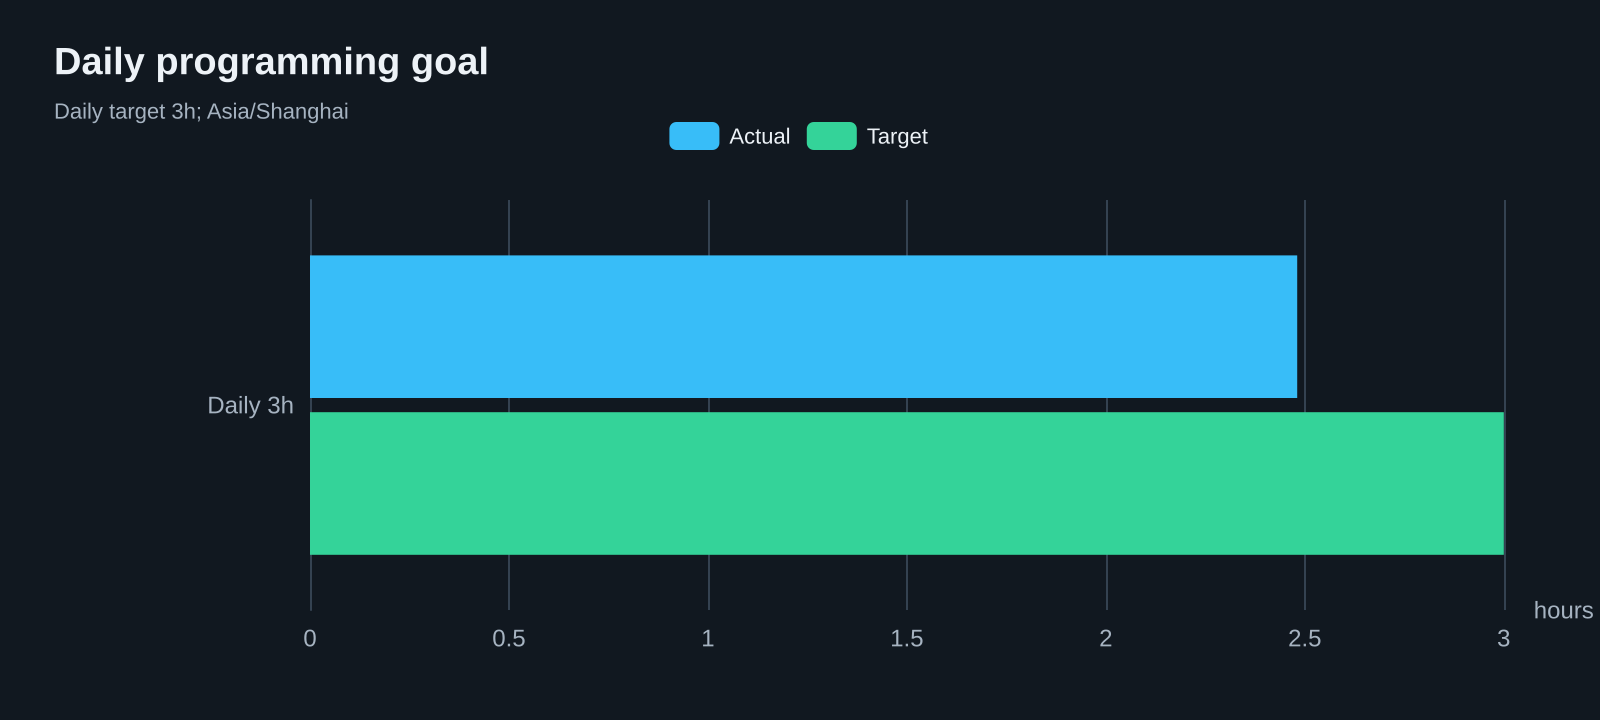 Daily programming goal
Daily target 3h; Asia/Shanghai
Actual Target
Daily 3h
hours
0 0.5 1 1.5 2 2.5 3